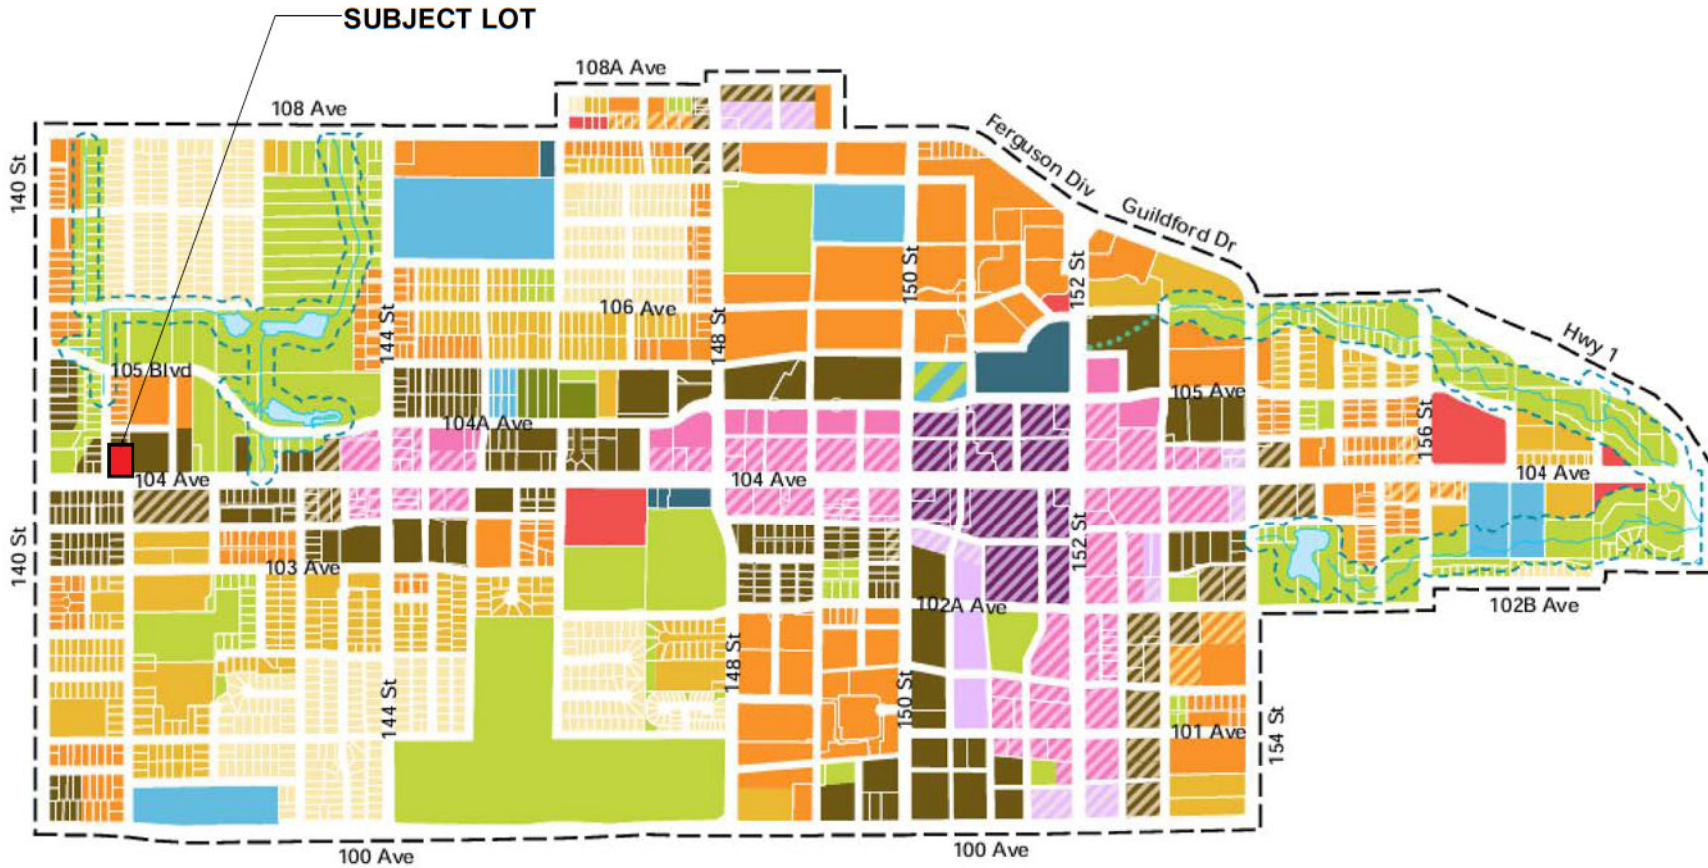 SUBJECT LOT
108A Ave
108 Ave
Ferguson Div
140 St
Guildford Dr
150 St
152 St
106 Ave
144 St
148 St
Hwy 1
105 Blvd
105 Ave
104A Ave
156 St
104 Ave
104 Ave
104 Ave
140 St
152 St
103 Ave
102A Ave
102B Ave
148 St
144 St
150 St
101 Ave
154 St
100 Ave
100 Ave